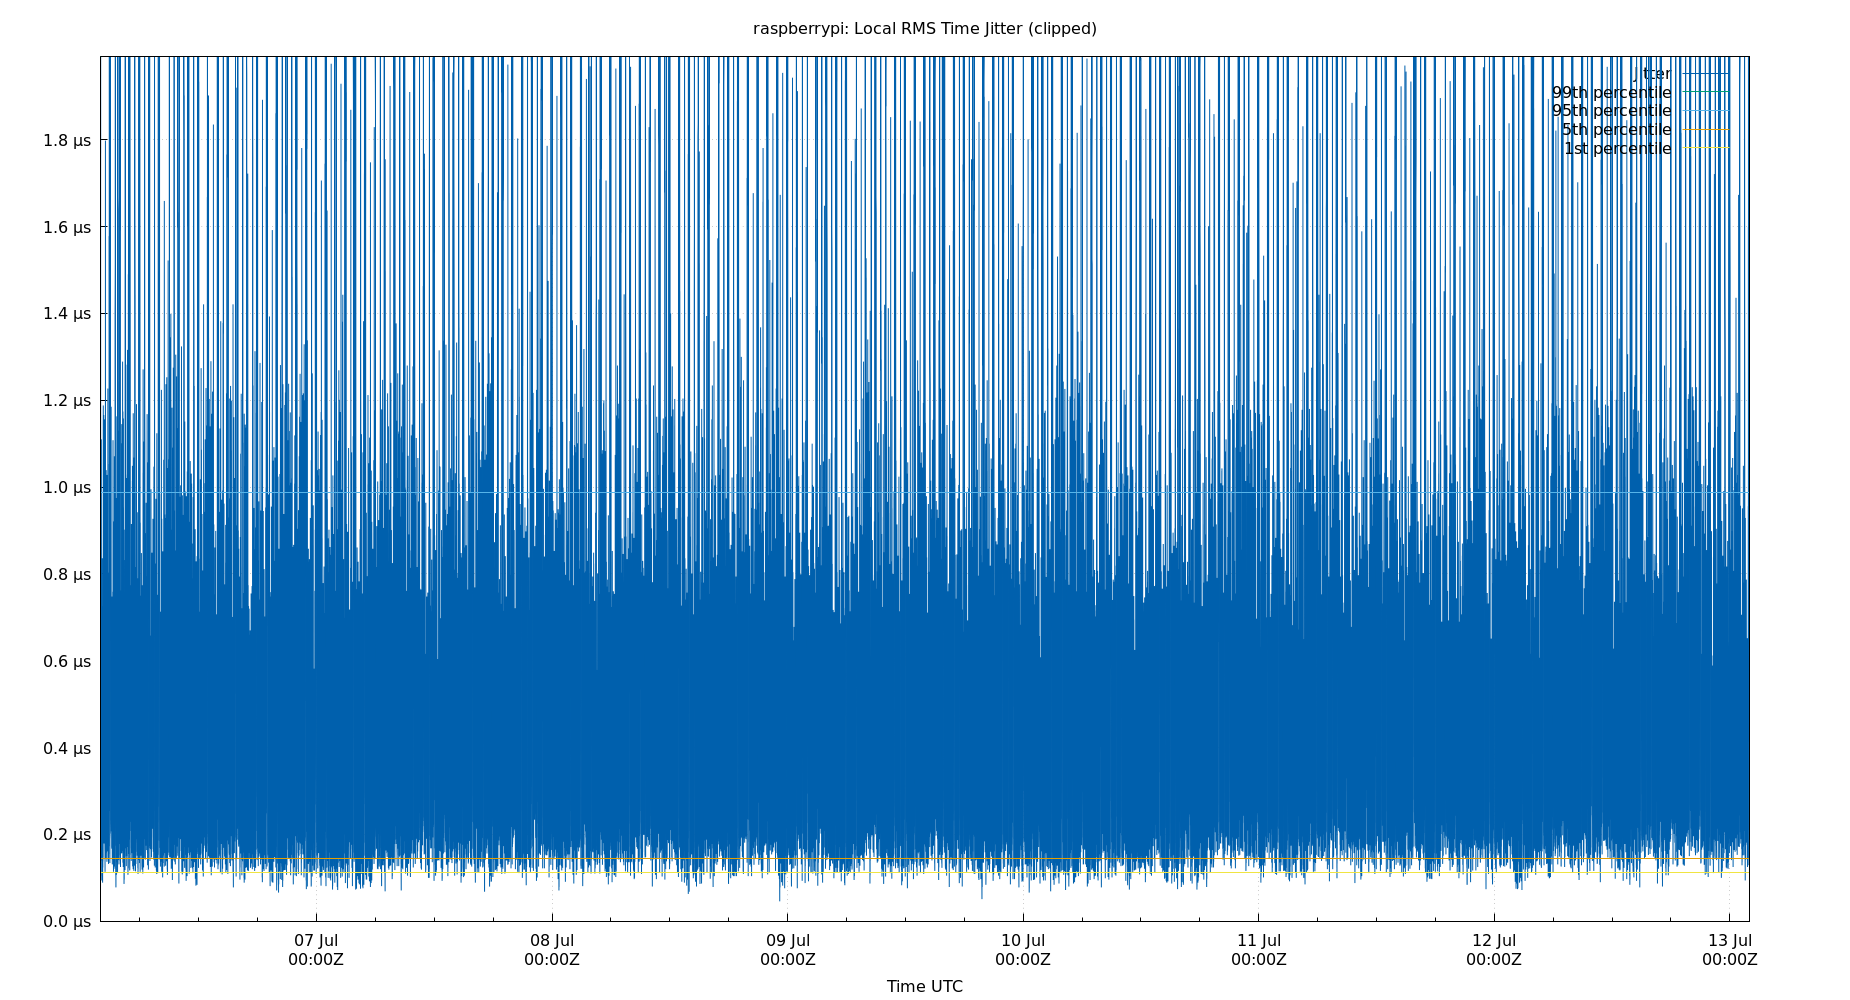 raspberrypi: Local RMS Time Jitter (clipped)
jitter
99th percentile
95th percentile
5th percentile
1st percentile
1.8 µs
1.6 µs
1.4 µs
1.2 µs
1.0 µs
0.8 µs
0.6 µs
0.4 µs
0.2 µs
0.0 µs
07 Jul 08 Jul 09 Jul 10 Jul 11 Jul 12 Jul 13 Jul
00:00Z 00:00Z 00:00Z 00:00Z 00:00Z 00:00Z 00:00Z
Time UTC